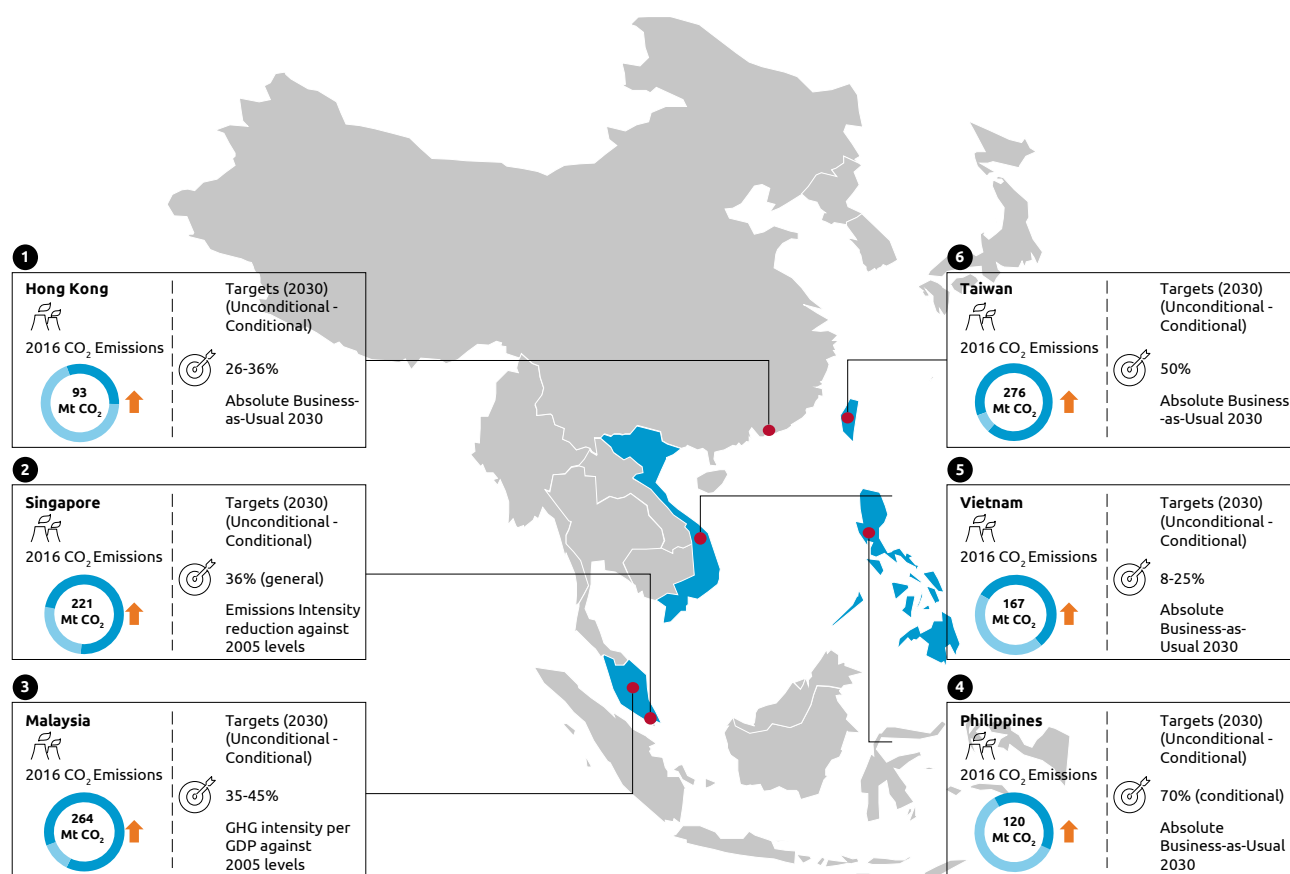 1
Hong Kong
2016 CO₂ Emissions
93
Mt CO₂
Targets (2030)
(Unconditional -
Conditional)
26-36%
Absolute Business-
as-Usual 2030
2
Singapore
2016 CO₂ Emissions
221
Mt CO₂
Targets (2030)
(Unconditional -
Conditional)
36% (general)
Emissions Intensity
reduction against
2005 levels
3
Malaysia
2016 CO₂ Emissions
264
Mt CO₂
Targets (2030)
(Unconditional -
Conditional)
35-45%
GHG intensity per
GDP against
2005 levels
6
Taiwan
2016 CO₂ Emissions
276
Mt CO₂
Targets (2030)
(Unconditional -
Conditional)
50%
Absolute Business
-as-Usual 2030
5
Vietnam
2016 CO₂ Emissions
167
Mt CO₂
Targets (2030)
(Unconditional -
Conditional)
8-25%
Absolute
Business-as-
Usual 2030
4
Philippines
2016 CO₂ Emissions
120
Mt CO₂
Targets (2030)
(Unconditional -
Conditional)
70% (conditional)
Absolute
Business-as-Usual
2030